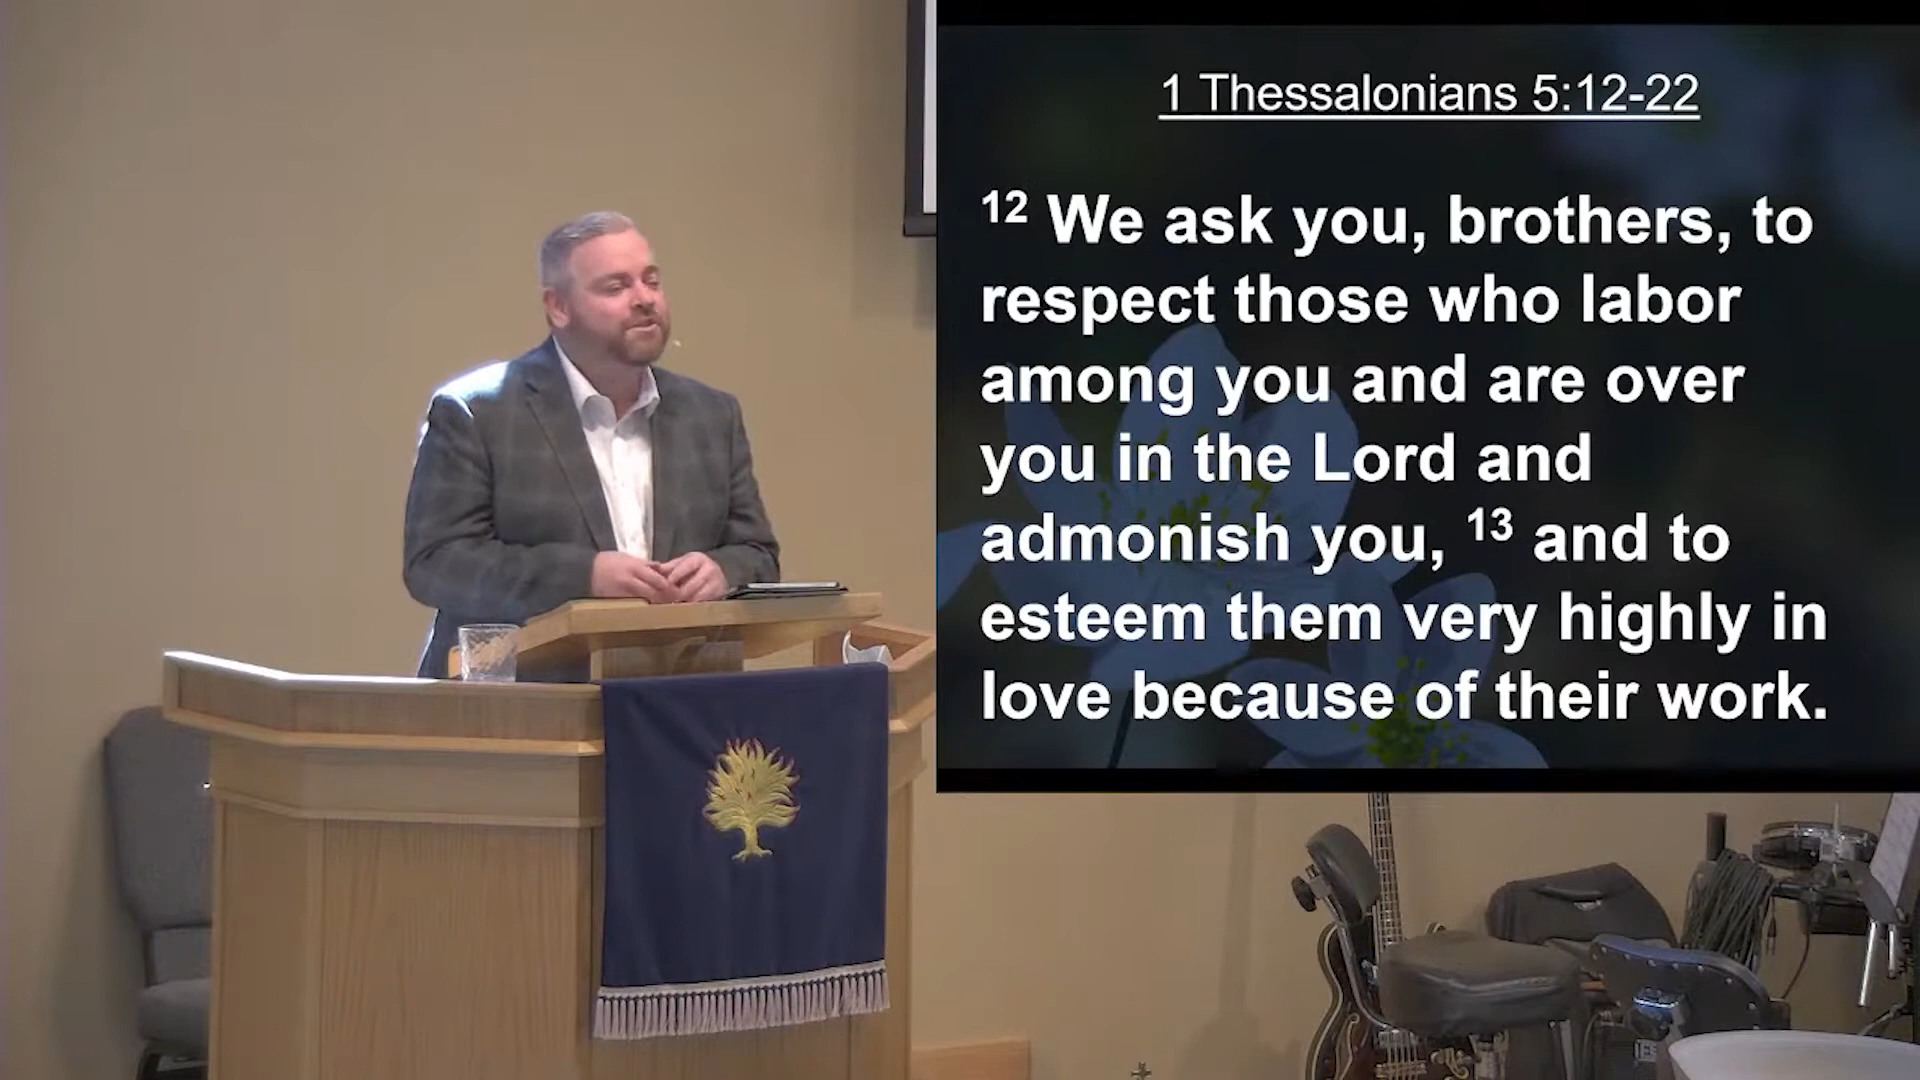 1 Thessalonians 5:12-22
12 We ask you, brothers, to
respect those who labor
among you and are over
you in the Lord and
admonish you, 13 and to
esteem them very highly in
love because of their work.